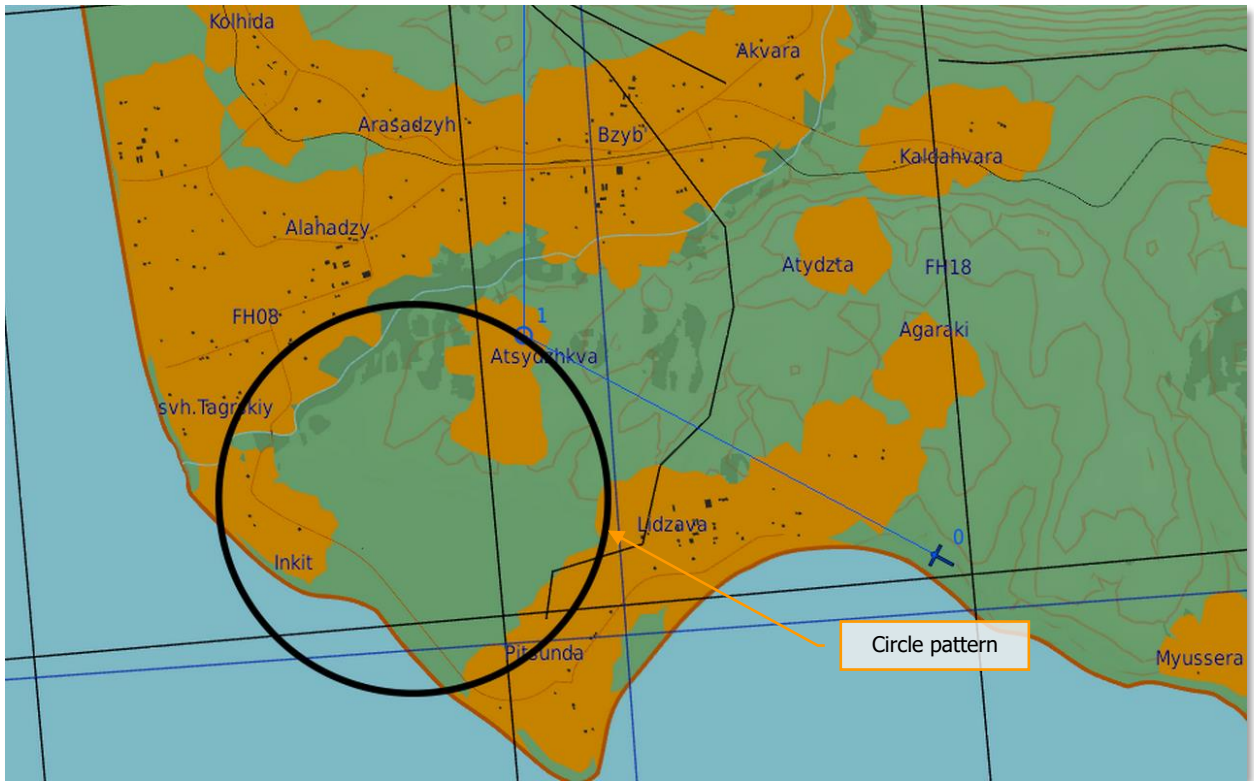 Kolhida
Akvara
Arasadzyh
Bzyb'
Kaldahvara
Alahadzy
Atydzta
FH18
FH08
1
Agaraki
Atsydzhkva
svh.Tagrskiy
Lidzava
0
Inkit
Circle pattern
Pitsunda
Myussera